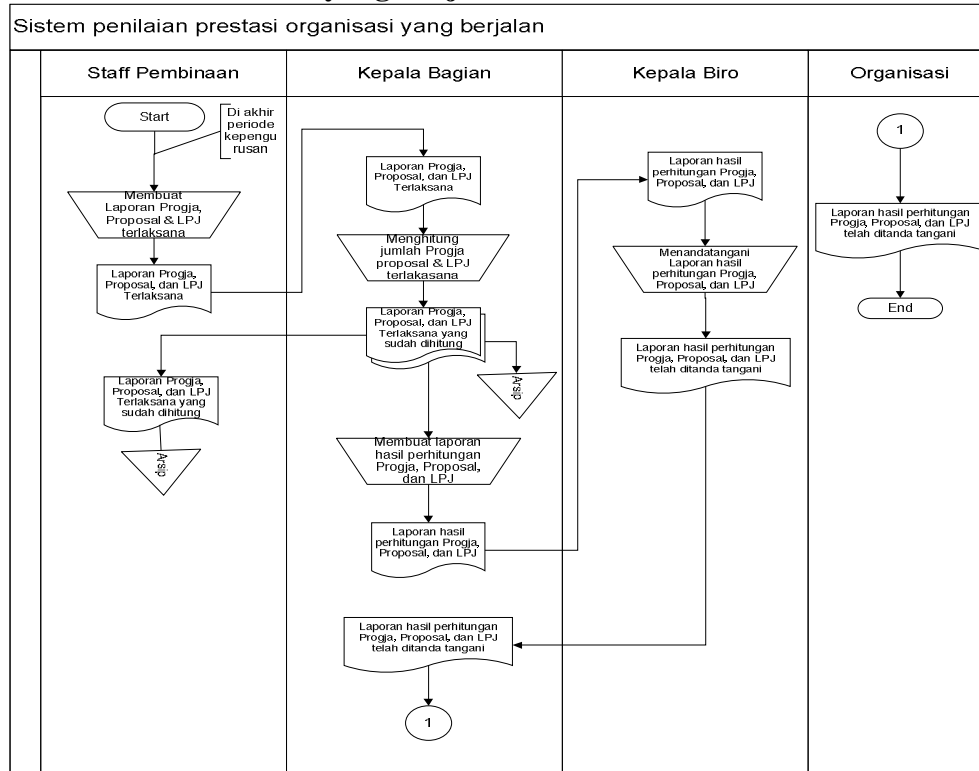 Sistem penilaian prestasi organisasi yang berjalan
Staff Pembinaan
Kepala Bagian
Kepala Biro
Organisasi
Start
Di akhir
periode
kepengu
rusan
Membuat
Laporan Progja,
Proposal & LPJ
terlaksana
Laporan Progja,
Proposal, dan LPJ
Terlaksana
Laporan Progja,
Proposal, dan LPJ
Terlaksana yang
sudah dihitung
Arsip
Laporan Progja,
Proposal, dan LPJ
Terlaksana
Menghitung
jumlah Progja
proposal & LPJ
terlakasana
Laporan Progja,
Proposal, dan LPJ
Terlaksana yang
sudah dihitung
Arsip
Membuat laporan
hasil perhitungan
Progja, Proposal,
dan LPJ
Laporan hasil
perhitungan Progja,
Proposal, dan LPJ
Laporan hasil perhitungan
Progja, Proposal, dan LPJ
telah ditanda tangani
1
Laporan hasil
perhitungan Progja,
Proposal, dan LPJ
Menandatangani
Laporan hasil
perhitungan Progja,
Proposal, dan LPJ
Laporan hasil perhitungan
Progja, Proposal, dan LPJ
telah ditanda tangani
1
Laporan hasil perhitungan
Progja, Proposal, dan LPJ
telah ditanda tangani
End